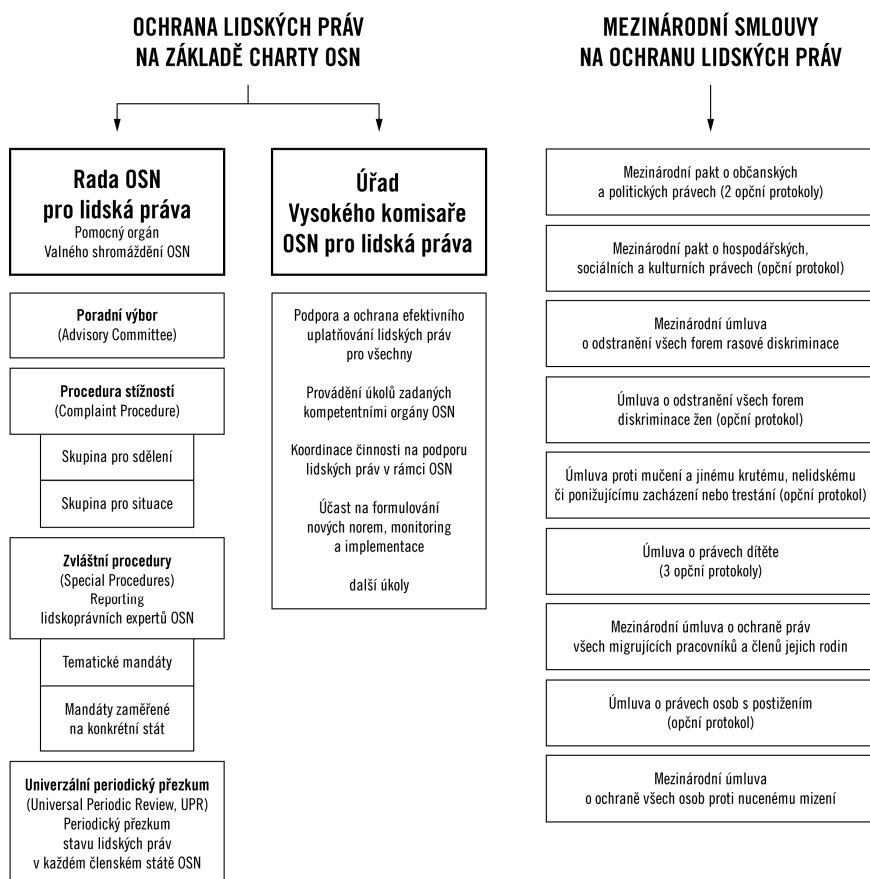 OCHRANA LIDSKÝCH PRÁV
NA ZÁKLADĚ CHARTY OSN
Rada OSN
pro lidská práva
Pomocný orgán
Valného shromáždění OSN
Poradní výbor
(Advisory Committee)
Procedura stížností
(Complaint Procedure)
Skupina pro sdělení
Skupina pro situace
Zvláštní procedury
(Special Procedures)
Reporting
lidskoprávních expertů OSN
Tematické mandáty
Mandáty zaměřené
na konkrétní stát
Univerzální periodický přezkum
(Universal Periodic Review, UPR)
Periodický přezkum
stavu lidských práv
v každém členském státě OSN
Úřad
Vysokého komisaře
OSN pro lidská práva
Podpora a ochrana efektivního
uplatňování lidských práv
pro všechny
Provádění úkolů zadaných
kompetentními orgány OSN
Koordinace činnosti na podporu
lidských práv v rámci OSN
Účast na formulování
nových norem, monitoring
a implementace
další úkoly
MEZINÁRODNÍ SMLOUVY
NA OCHRANU LIDSKÝCH PRÁV
Mezinárodní pakt o občanských
a politických právech (2 opční protokoly)
Mezinárodní pakt o hospodářských,
sociálních a kulturních právech (opční protokol)
Mezinárodní úmluva
o odstranění všech forem rasové diskriminace
Úmluva o odstranění všech forem
diskriminace žen (opční protokol)
Úmluva proti mučení a jinému krutému, nelidskému
či ponižujícímu zacházení nebo trestání (opční protokol)
Úmluva o právech dítěte
(3 opční protokoly)
Mezinárodní úmluva o ochraně práv
všech migrujících pracovníků a členů jejich rodin
Úmluva o právech osob s postižením
(opční protokol)
Mezinárodní úmluva
o ochraně všech osob proti nucenému mizení